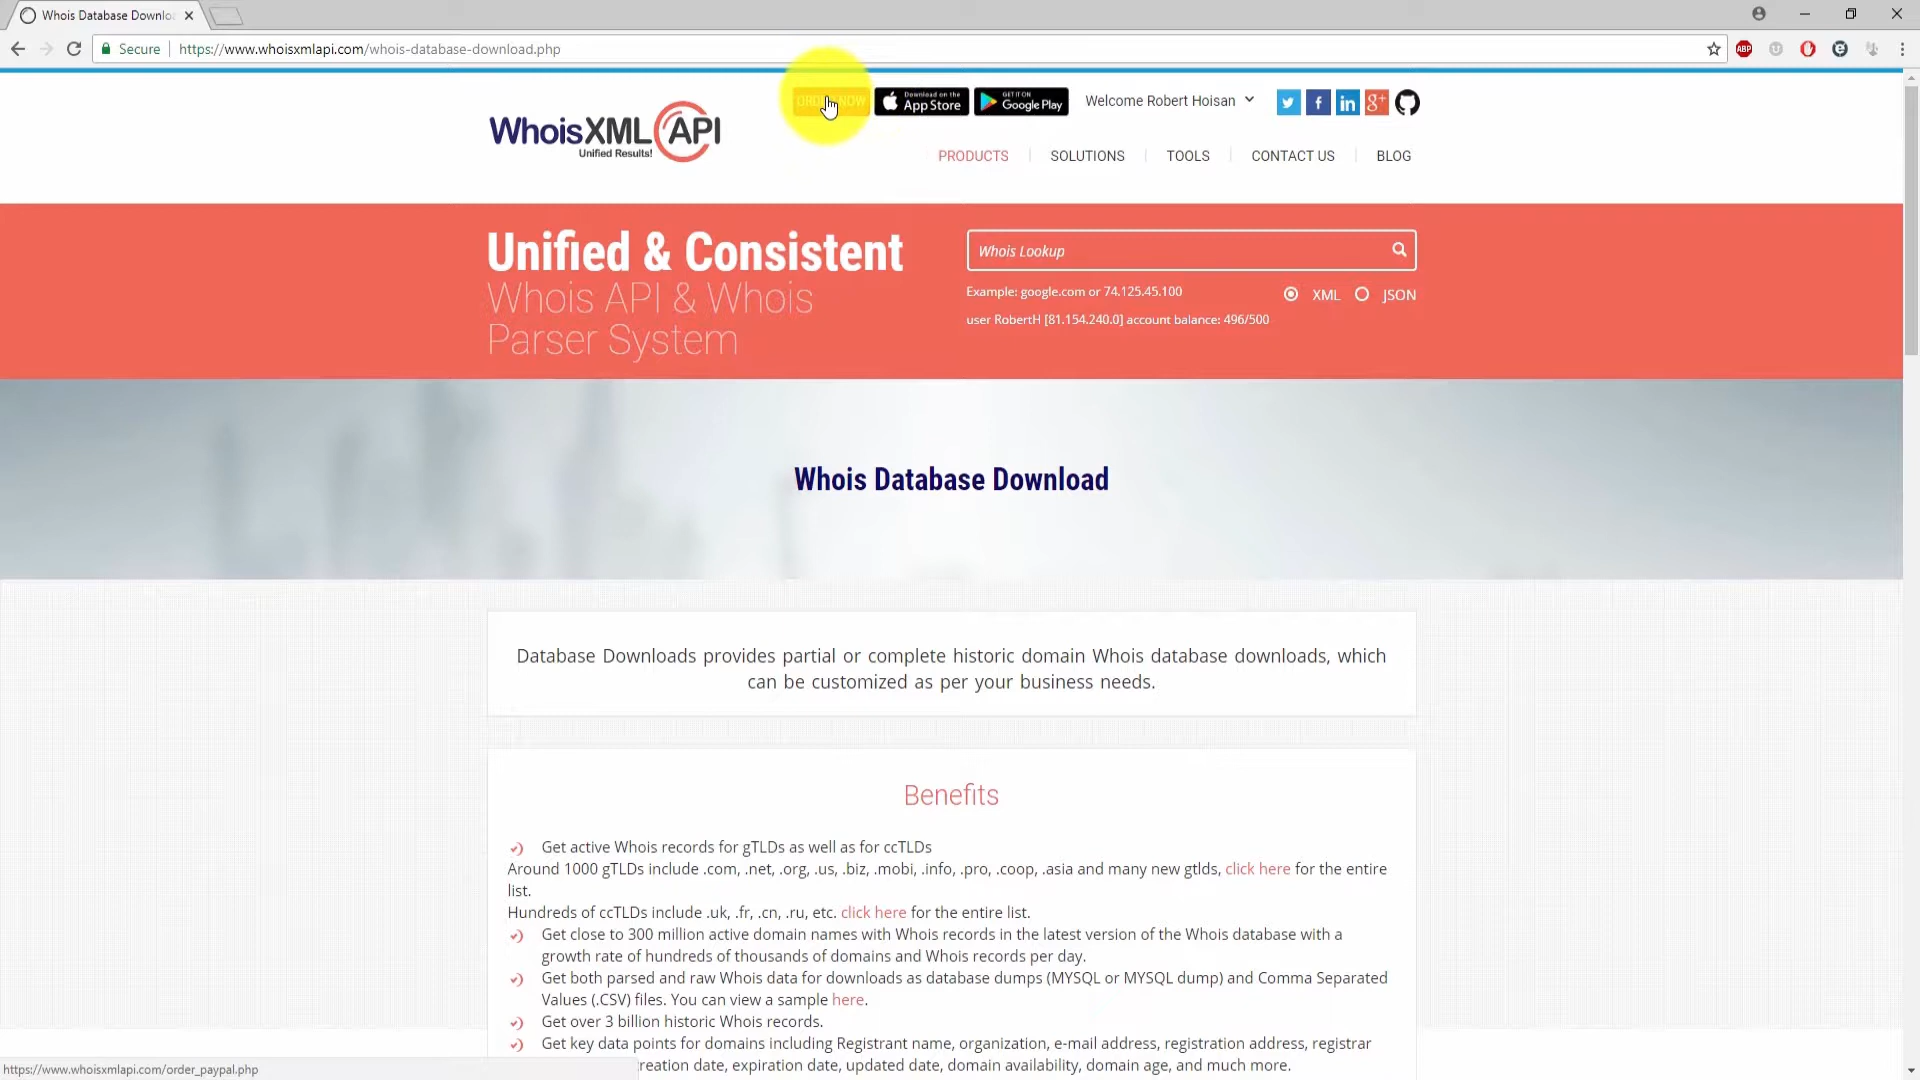 Whois Database Downloa
Secure
https://www.whoisxmlapi.com/whois-database-download.php
ABP
ORDER NOW
Download on the
App Store
GET IT ON
Google Play
Welcome Robert Hoisan
WhoisXML API
Unified Results!
PRODUCTS
SOLUTIONS
TOOLS
CONTACT US
BLOG
Unified & Consistent
Whois API & Whois
Parser System
Whois Lookup
Example: google.com or 74.125.45.100
XML
JSON
user RobertH [81.154.240.0] account balance: 496/500
Whois Database Download
Database Downloads provides partial or complete historic domain Whois database downloads, which
can be customized as per your business needs.
Benefits
Get active Whois records for gTLDs as well as for ccTLDs
Around 1000 gTLDs include .com, .net, .org, .us, .biz, .mobi, .info, .pro, .coop, .asia and many new gtlds, click here for the entire
list.
Hundreds of ccTLDs include .uk, .fr, .cn, .ru, etc. click here for the entire list.
Get close to 300 million active domain names with Whois records in the latest version of the Whois database with a
growth rate of hundreds of thousands of domains and Whois records per day.
Get both parsed and raw Whois data for downloads as database dumps (MYSQL or MYSQL dump) and Comma Separated
Values (.CSV) files. You can view a sample here.
Get over 3 billion historic Whois records.
Get key data points for domains including Registrant name, organization, e-mail address, registration address, registrar
reation date, expiration date, updated date, domain availability, domain age, and much more.
https://www.whoisxmlapi.com/order_paypal.php